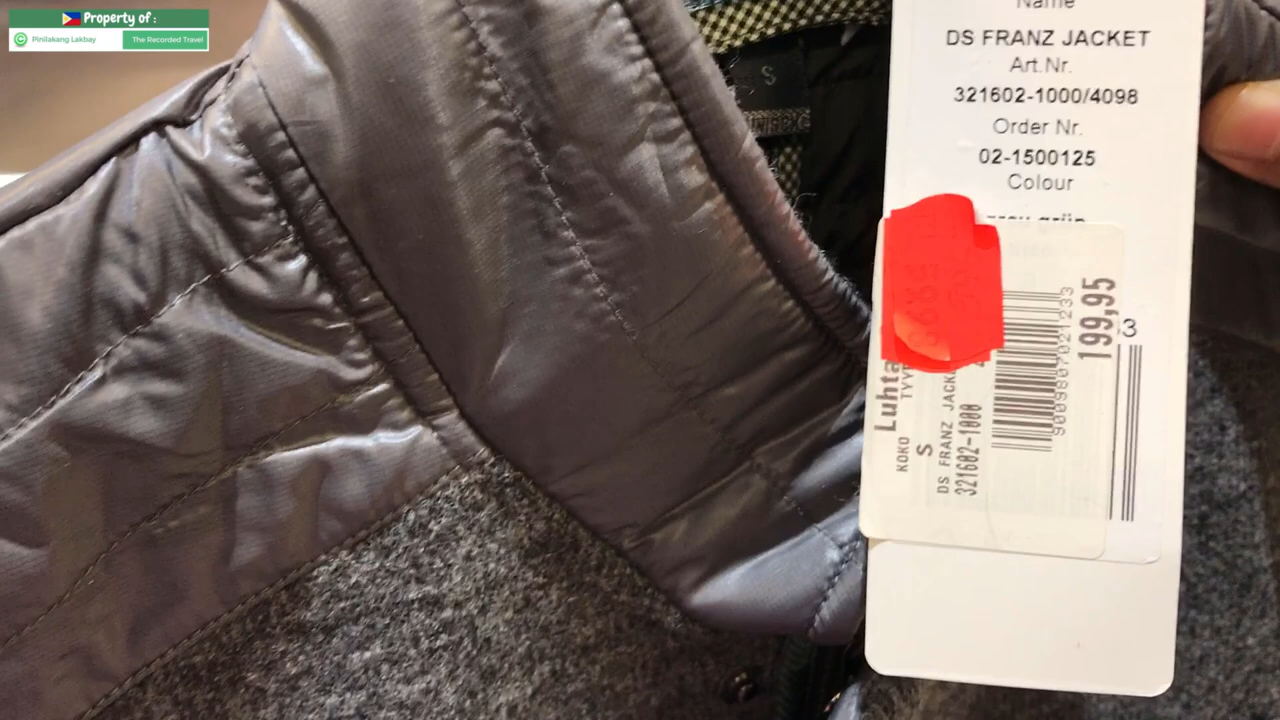 Property of :
Pinilakang Lakbay
The Recorded Travel
S
Name
DS FRANZ JACKET
Art.Nr.
321602-1000/4098
Order Nr.
02-1500125
Colour
199,95
3
9009807021233
Luhta
KOKO
S
DS FRANZ JACK
321602-1000